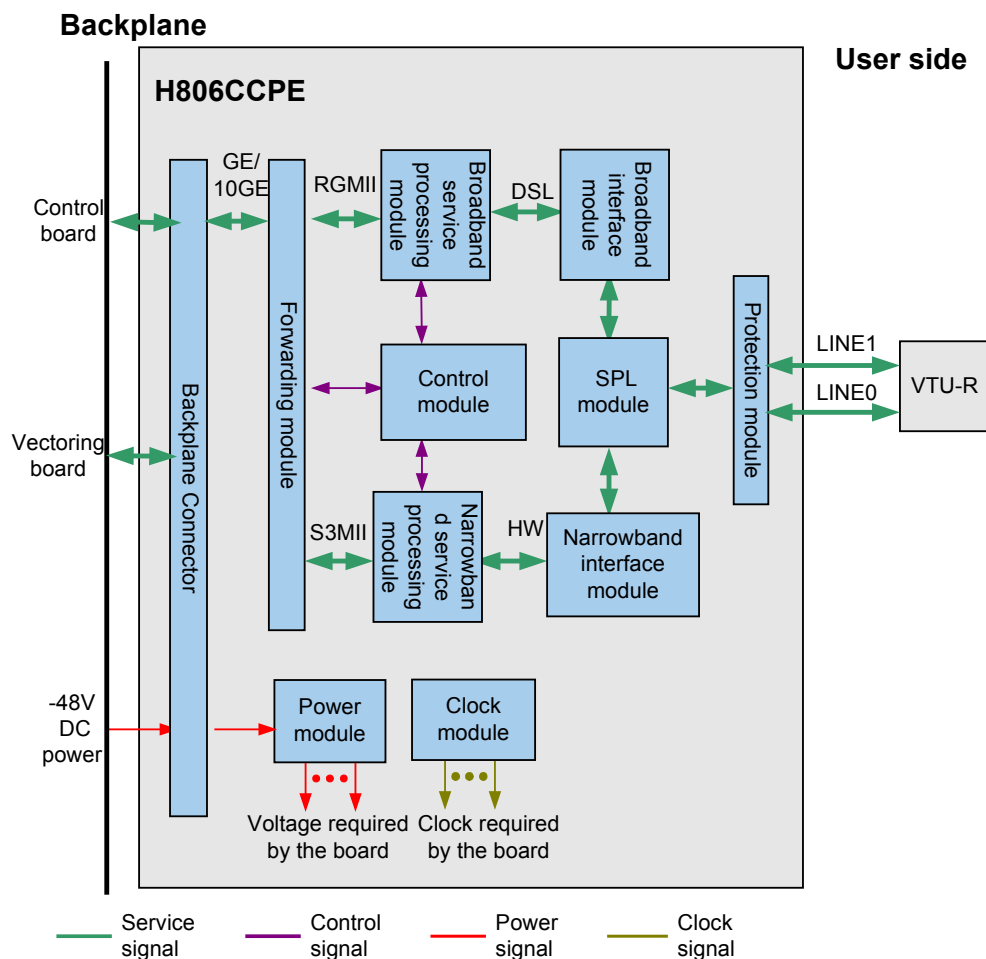 Backplane
User side
H806CCPE
Control
board
GE/
10GE
RGMII
Broadband
service
processing
module
DSL
Broadband
interface
module
Backplane Connector
Forwarding module
Control
module
SPL
module
Protection module
LINE1
LINE0
VTU-R
Vectoring
board
S3MII
Narrowban
d service
processing
module
HW
Narrowband
interface
module
-48V
DC
power
Power
module
Clock
module
Voltage required
by the board
Clock required
by the board
Service
signal
Control
signal
Power
signal
Clock
signal